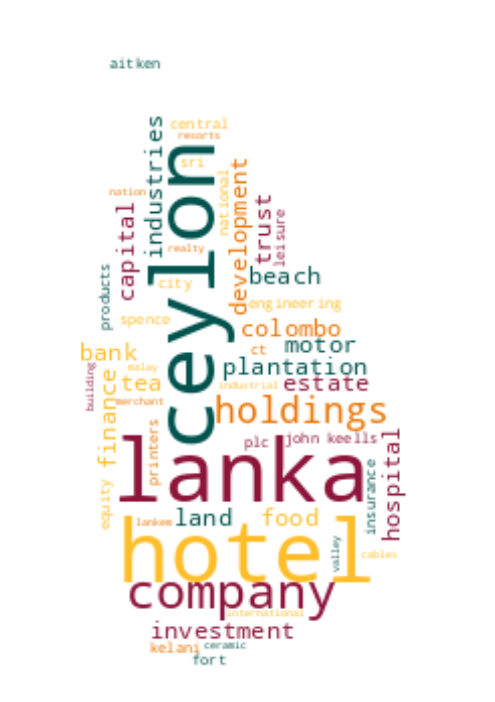 aitken
central
resorts
industries
ceylon
sri
national
development
nation
capital
trust
leisure
realty
city
beach
products
engineering
spence
colombo
ct
motor
bank
malay
plantation
building
tea
industrial
estate
finance
merchant
holdings
printers
plc
john keells
lanka
hospital
equity
insurance
lankem
land
food
hotel
valley
cables
company
international
investment
kelani
ceramic
fort